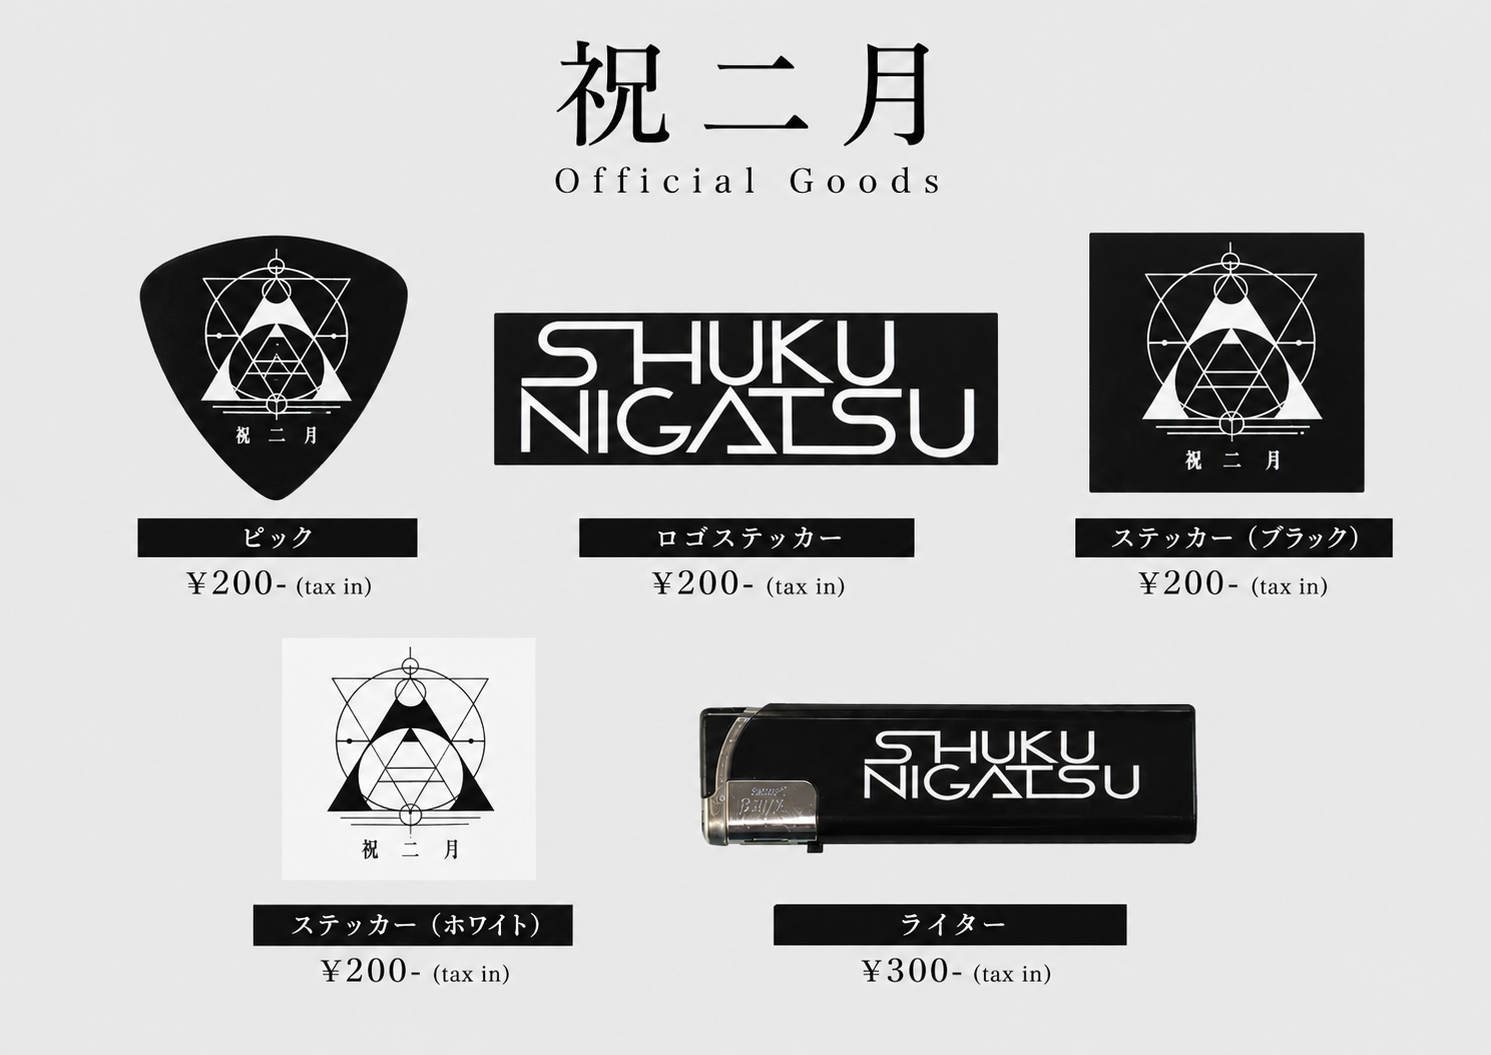 祝二月
Official Goods
祝 二 月
SHUKU
NIGATSU
祝 二 月
ピック
ロゴステッカー
ステッカー（ブラック）
¥200- (tax in)
¥200- (tax in)
¥200- (tax in)
祝 二 月
SHUKU
NIGATSU
ステッカー（ホワイト）
ライター
¥200- (tax in)
¥300- (tax in)